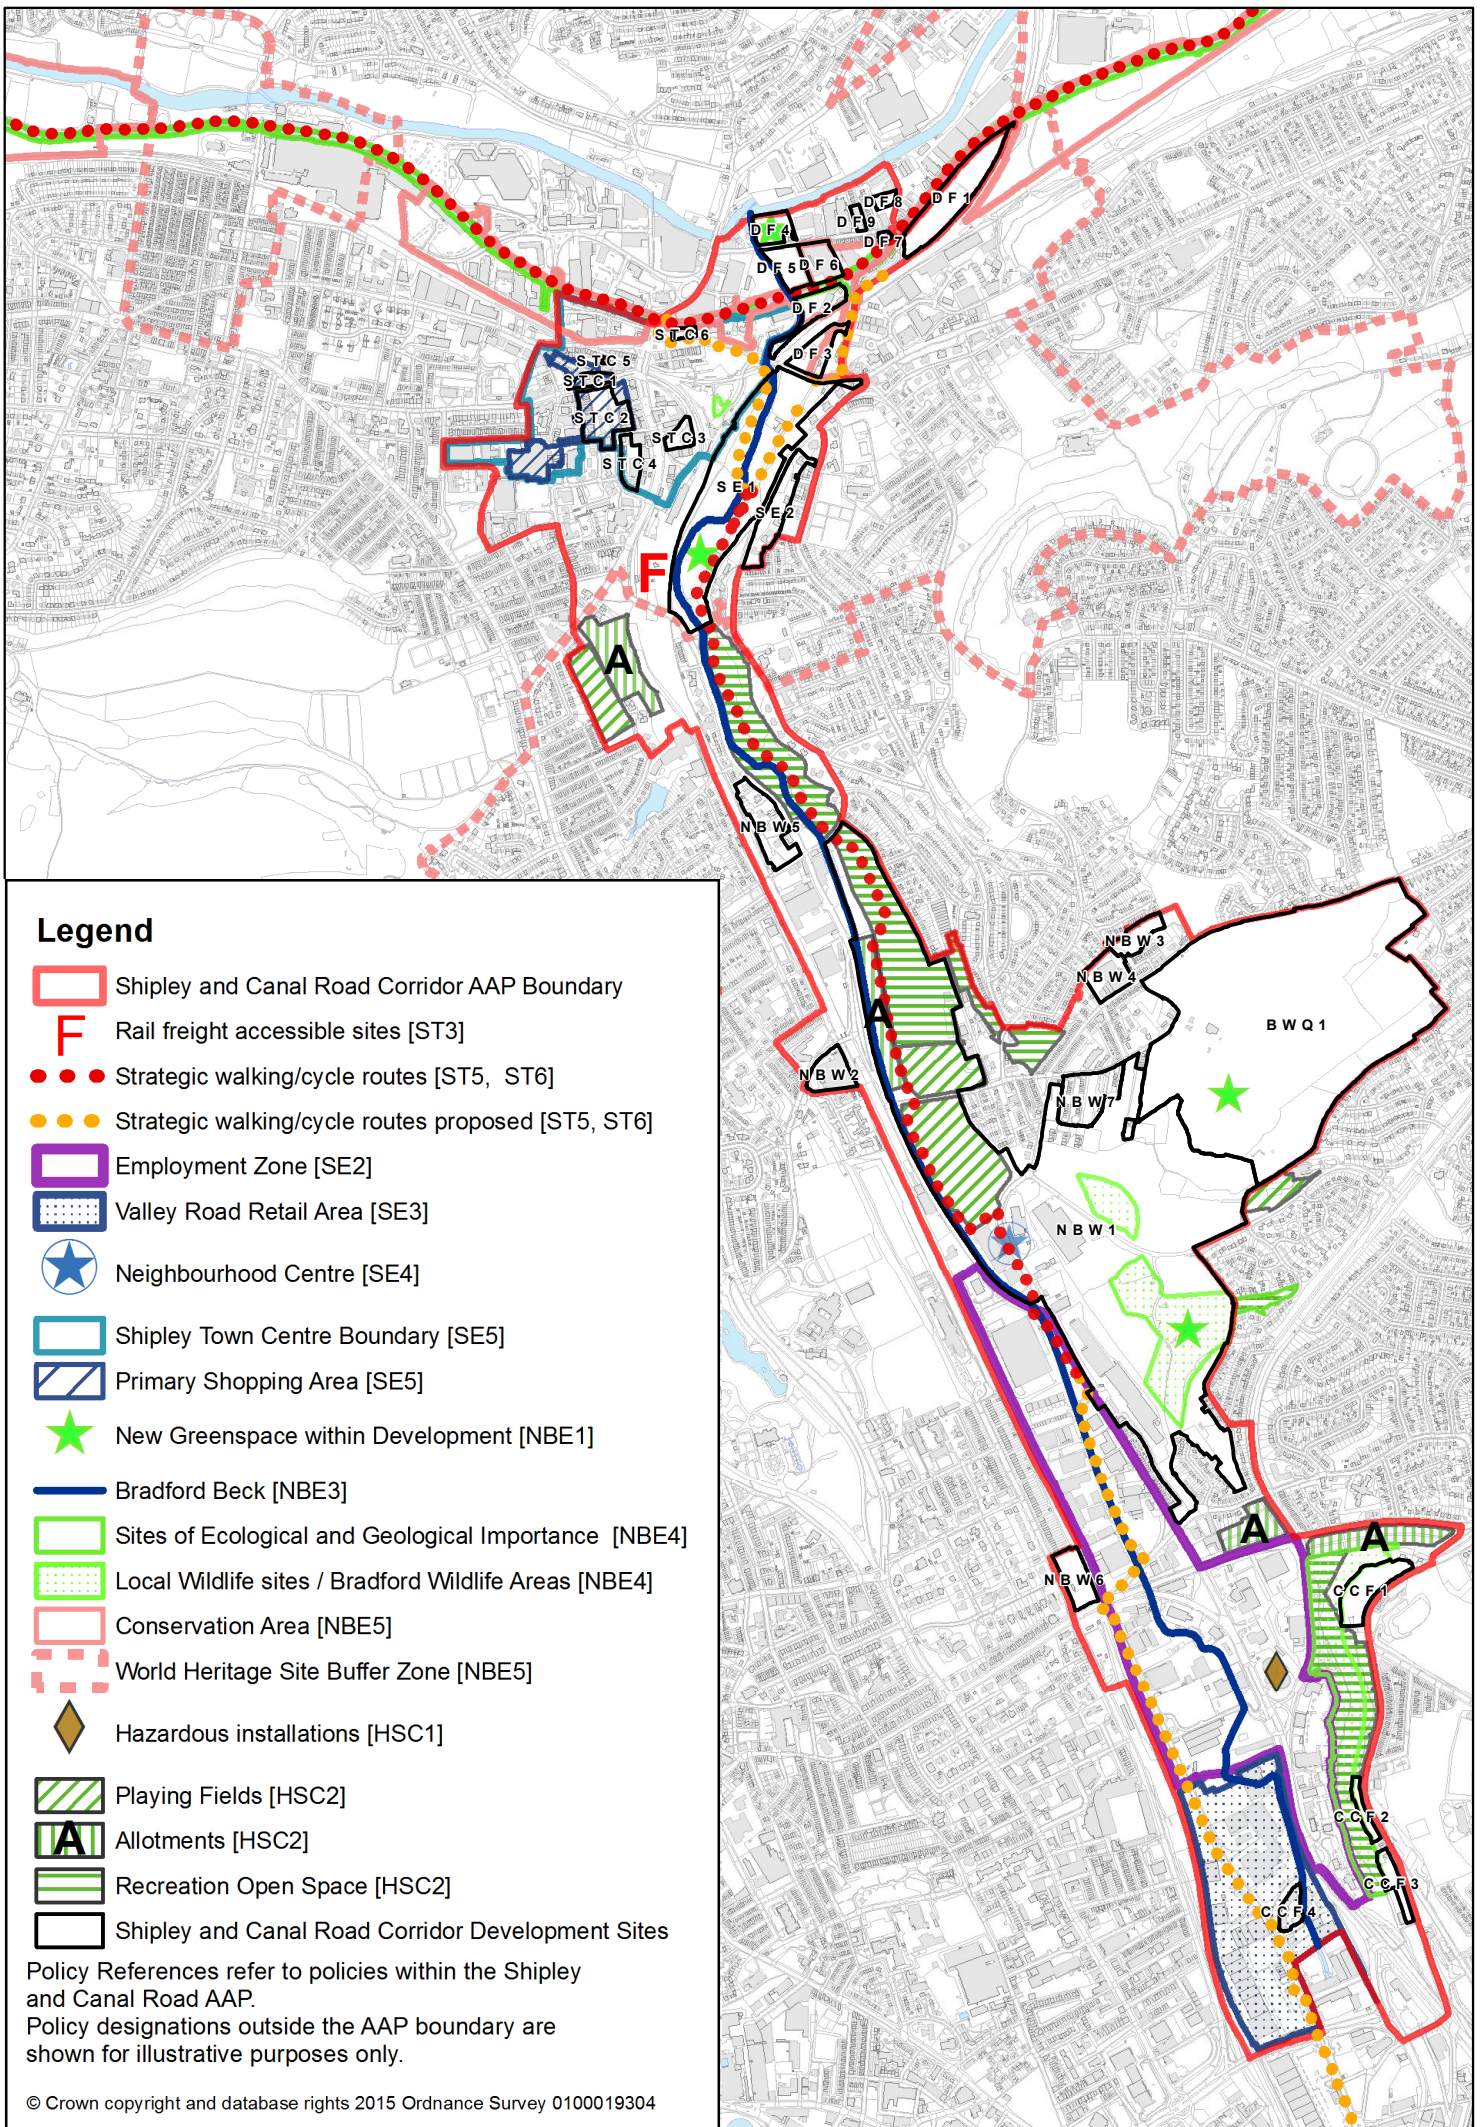 D F 8
D F 1
D F 9
D F 4
D F 7
D F 5
D F 6
D F 2
S T C 6
D F 3
S T C 5
S T C 1
S T C 2
S T C 3
S T C 4
S E 1
S E 2
F
A
N B W 5
N B W 3
N B W 4
A
B W Q 1
N B W 2
N B W 7
N B W 1
A
A
N B W 6
C C F 1
C C F 2
C C F 3
C C F 4
Legend
Shipley and Canal Road Corridor AAP Boundary
F Rail freight accessible sites [ST3]
Strategic walking/cycle routes [ST5, ST6]
Strategic walking/cycle routes proposed [ST5, ST6]
Employment Zone [SE2]
Valley Road Retail Area [SE3]
Neighbourhood Centre [SE4]
Shipley Town Centre Boundary [SE5]
Primary Shopping Area [SE5]
New Greenspace within Development [NBE1]
Bradford Beck [NBE3]
Sites of Ecological and Geological Importance [NBE4]
Local Wildlife sites / Bradford Wildlife Areas [NBE4]
Conservation Area [NBE5]
World Heritage Site Buffer Zone [NBE5]
Hazardous installations [HSC1]
Playing Fields [HSC2]
A Allotments [HSC2]
Recreation Open Space [HSC2]
Shipley and Canal Road Corridor Development Sites
Policy References refer to policies within the Shipley
and Canal Road AAP.
Policy designations outside the AAP boundary are
shown for illustrative purposes only.
© Crown copyright and database rights 2015 Ordnance Survey 0100019304